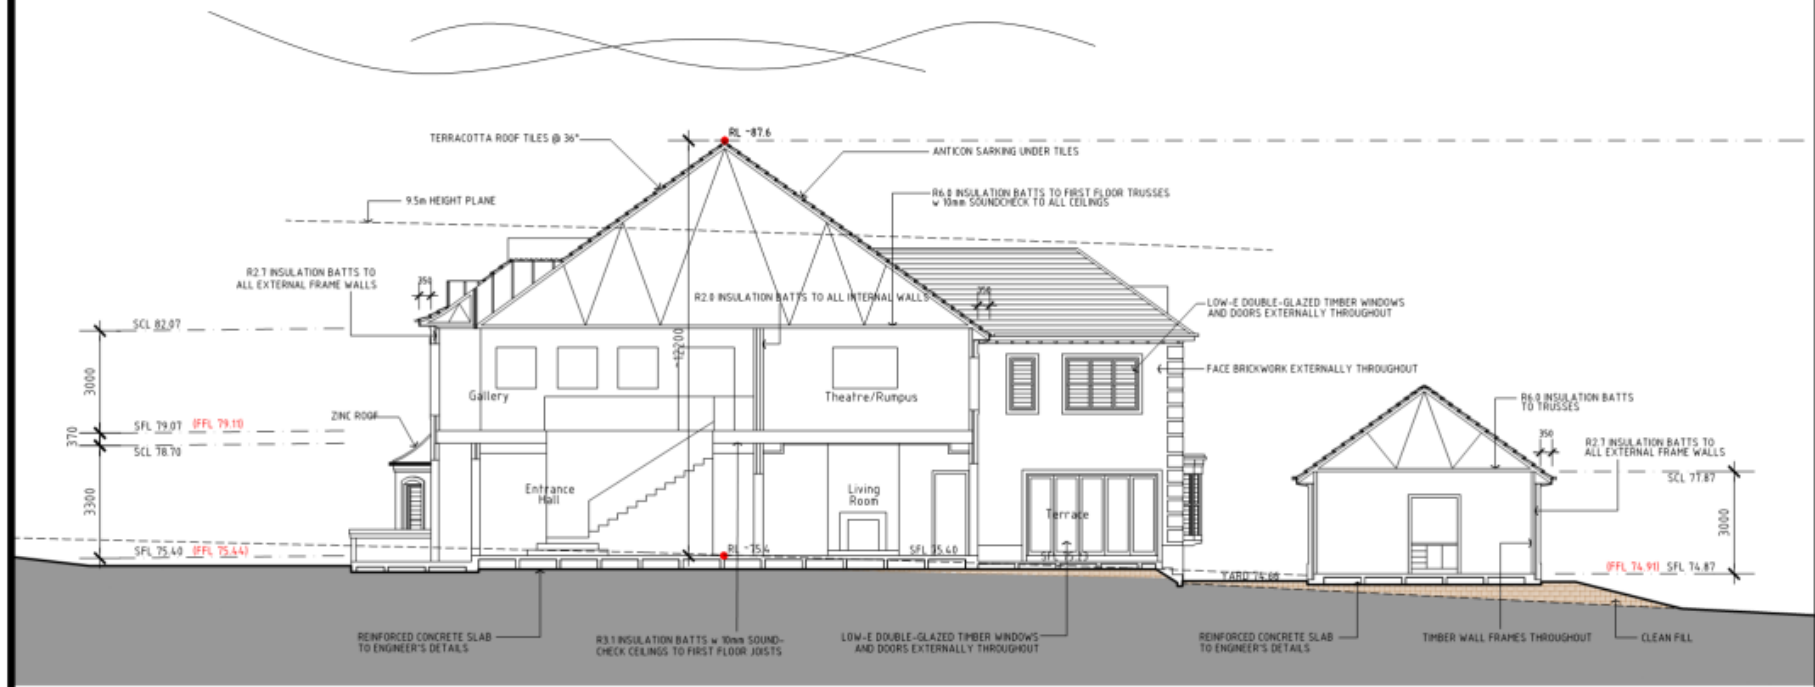 RL ~87.6
TERRACOTTA ROOF TILES @ 36°
ANTICON SARKING UNDER TILES
9.5m HEIGHT PLANE
R6.0 INSULATION BATTS TO FIRST FLOOR TRUSSES
w 10mm SOUNDCHECK TO ALL CEILINGS
R2.7 INSULATION BATTS TO
ALL EXTERNAL FRAME WALLS
350
R2.0 INSULATION BATTS TO ALL INTERNAL WALLS
350
LOW-E DOUBLE-GLAZED TIMBER WINDOWS
AND DOORS EXTERNALLY THROUGHOUT
SCL 82.07
~12200
3000
FACE BRICKWORK EXTERNALLY THROUGHOUT
Gallery
Theatre/Rumpus
R6.0 INSULATION BATTS
TO TRUSSES
ZINC ROOF
SFL 79.07 (FFL 79.11)
370
SCL 78.70
350
R2.7 INSULATION BATTS TO
ALL EXTERNAL FRAME WALLS
SCL 77.87
3300
Entrance
Hall
Living
Room
Terrace
3000
SFL 75.40 (FFL 75.44)
RL ~75.4
SFL 75.40
YARD 74.66
(FFL 74.91) SFL 74.87
REINFORCED CONCRETE SLAB
TO ENGINEER'S DETAILS
R3.1 INSULATION BATTS w 10mm SOUND-
CHECK CEILINGS TO FIRST FLOOR JOISTS
LOW-E DOUBLE-GLAZED TIMBER WINDOWS
AND DOORS EXTERNALLY THROUGHOUT
REINFORCED CONCRETE SLAB
TO ENGINEER'S DETAILS
TIMBER WALL FRAMES THROUGHOUT
CLEAN FILL